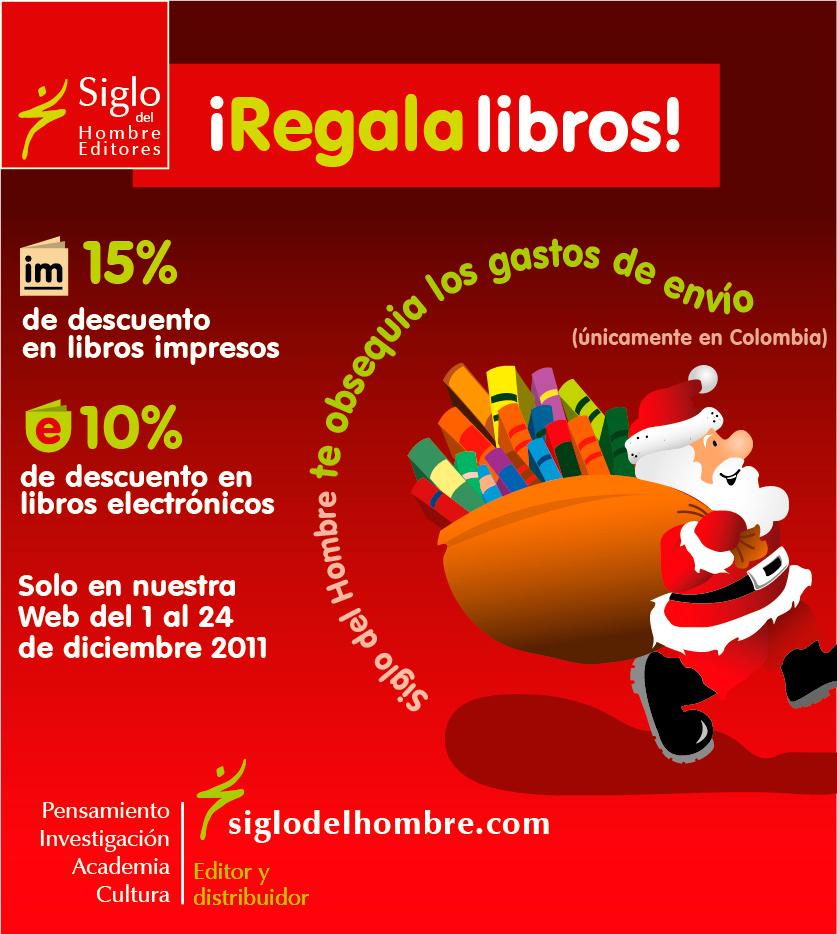 Siglo
del
Hombre
Editores
¡Regala libros!
im 15%
de descuento
en libros impresos
e 10%
de descuento en
libros electrónicos
Solo en nuestra
Web del 1 al 24
de diciembre 2011
Siglo del Hombre te obsequia los gastos de envío
(únicamente en Colombia)
Pensamiento
Investigación
Academia
Cultura
siglodelhombre.com
Editor y
distribuidor